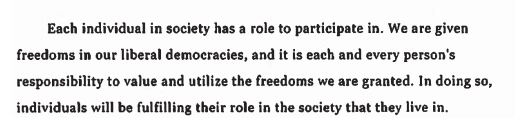 Each individual in society has a role to participate in. We are given
freedoms in our liberal democracies, and it is each and every person's
responsibility to value and utilize the freedoms we are granted. In doing so,
individuals will be fulfilling their role in the society that they live in.